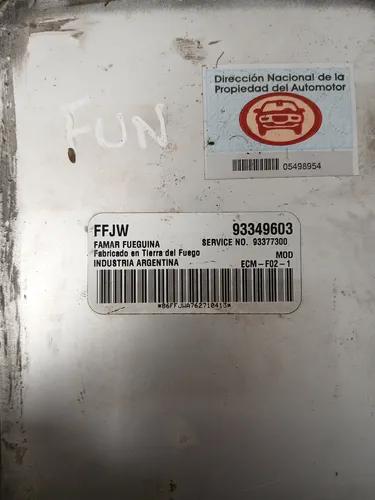 Dirección Nacional de la
Propiedad del Automotor
05498954
FUN
FFJW 93349603
FAMAR FUEGUINA SERVICE NO. 93377300
Fabricado en Tierra del Fuego MOD
INDUSTRIA ARGENTINA ECM-F02-1
*86FFJWA762710413*